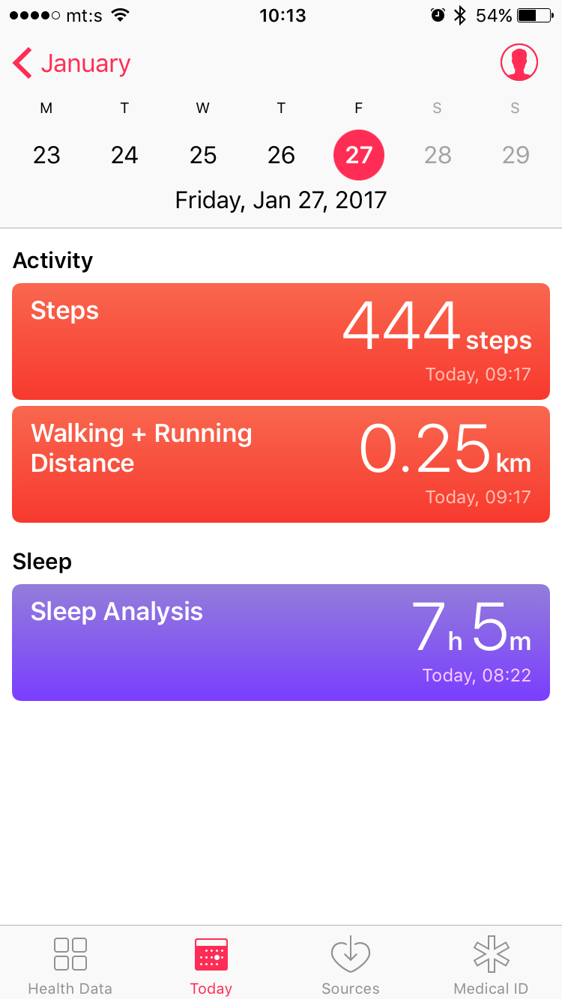 mt:s 10:13 54%
January
M T W T F S S
23 24 25 26 27 28 29
Friday, Jan 27, 2017
Activity
Steps 444 steps
Today, 09:17
Walking + Running
Distance 0.25 km
Today, 09:17
Sleep
Sleep Analysis 7h 5m
Today, 08:22
Health Data Today Sources Medical ID